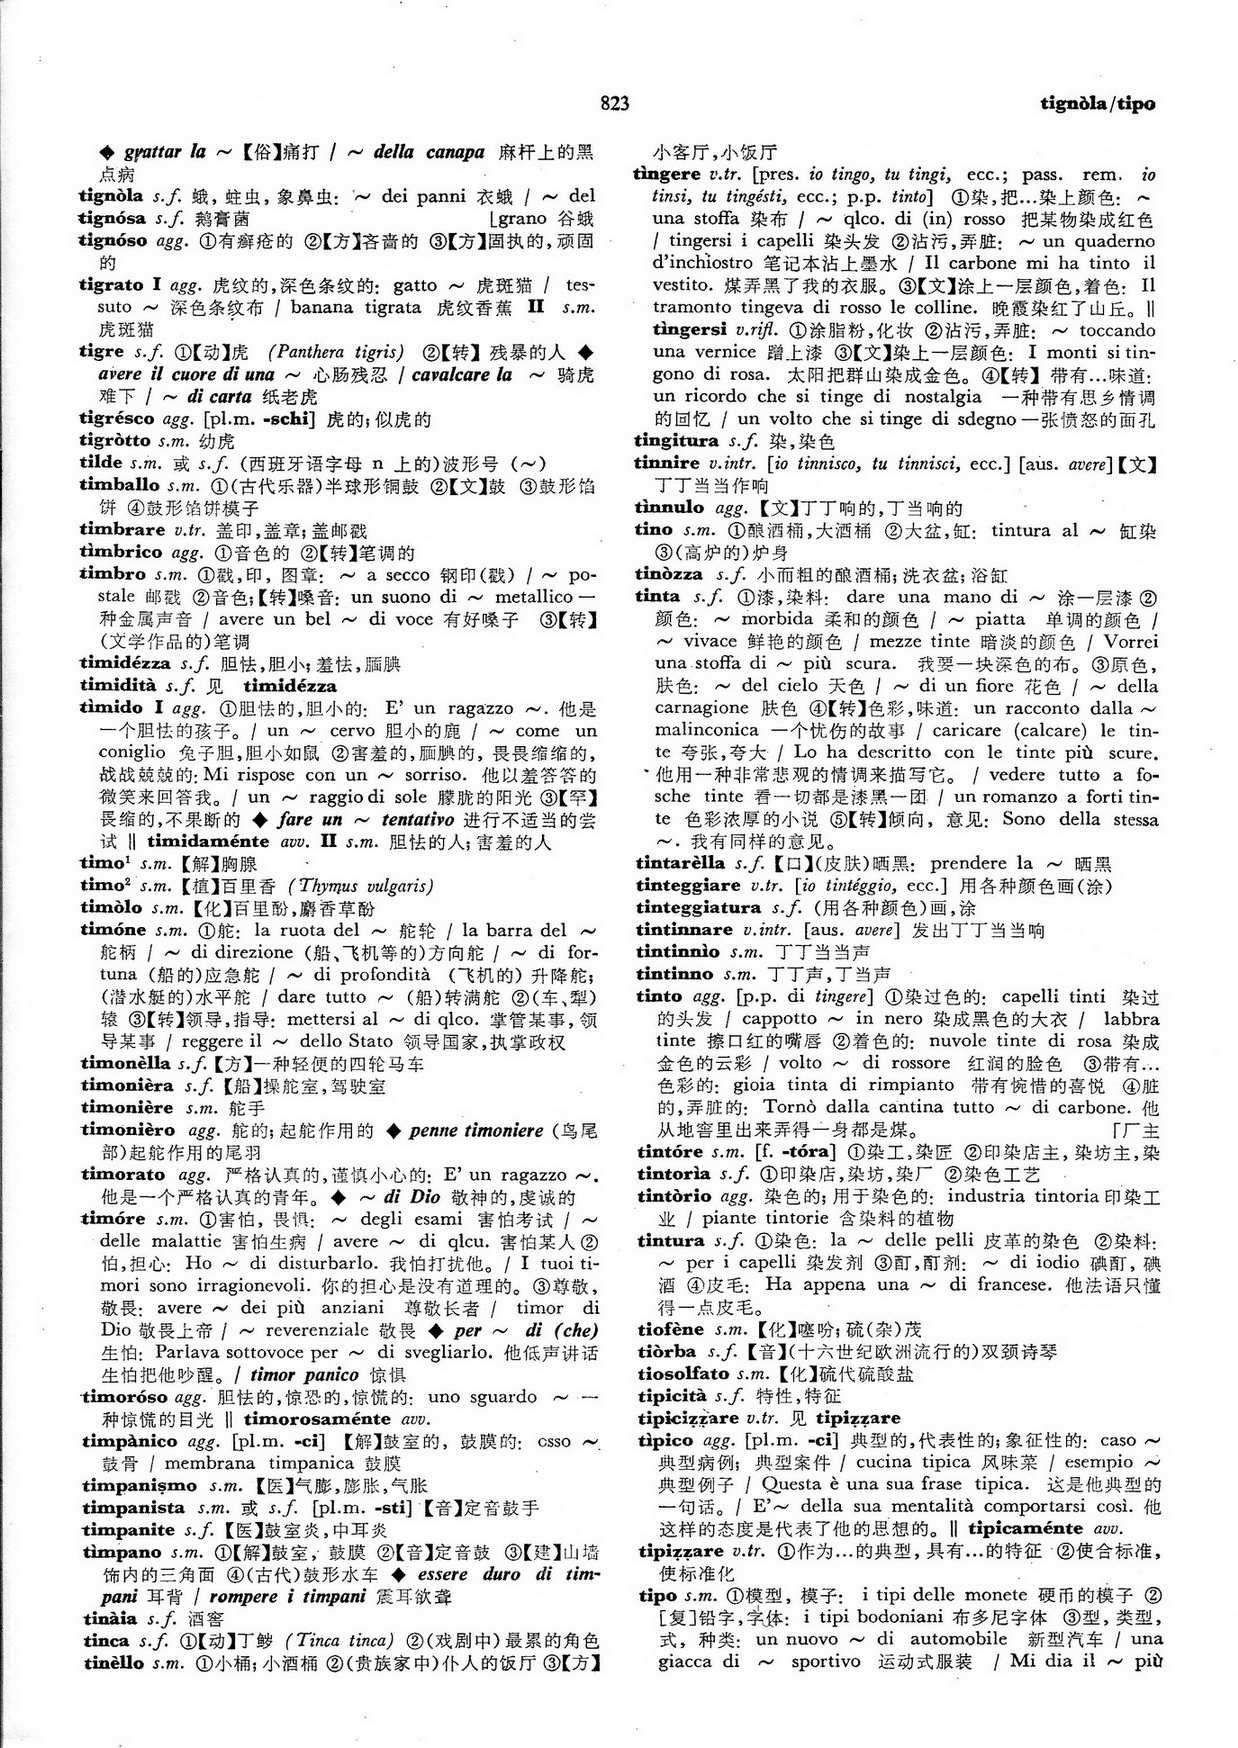 823
tignòla/tipo
◆ grattar la ～【俗】痛打 / ～ della canapa 麻杆上的黑
点病
tignòla s.f. 蛾, 蛀虫, 象鼻虫: ～ dei panni 衣蛾 / ～ del
tignósa s.f. 鹅膏菌 ⌊grano 谷蛾
tignóso agg. ①有癣疮的 ②【方】吝啬的 ③【方】固执的, 顽固
的
tigrato I agg. 虎纹的,深色条纹的: gatto ～ 虎斑猫 / tes-
suto ～ 深色条纹布 / banana tigrata 虎纹香蕉 II s.m.
虎斑猫
tigre s.f. ①【动】虎 (Panthera tigris) ②【转】残暴的人 ◆
avere il cuore di una ～ 心肠残忍 / cavalcare la ～ 骑虎
难下 / ～ di carta 纸老虎
tigrésco agg. [pl.m. -schi] 虎的; 似虎的
tigròtto s.m. 幼虎
tilde s.m. 或 s.f. (西班牙语字母 n 上的)波形号 (～)
timballo s.m. ①(古代乐器)半球形铜鼓 ②【文】鼓 ③鼓形馅
饼 ④鼓形馅饼模子
timbrare v.tr. 盖印,盖章; 盖邮戳
tìmbrico agg. ①音色的 ②【转】笔调的
timbro s.m. ①戳,印, 图章: ～ a secco 钢印(戳) / ～ po-
stale 邮戳 ②音色;【转】嗓音: un suono di ～ metallico 一
种金属声音 / avere un bel ～ di voce 有好嗓子 ③【转】
(文学作品的)笔调
timidézza s.f. 胆怯,胆小; 羞怯, 腼腆
timidità s.f. 见 timidézza
tìmido I agg. ①胆怯的,胆小的: E' un ragazzo ～. 他是
一个胆怯的孩子。/ un ～ cervo 胆小的鹿 / ～ come un
coniglio 兔子胆,胆小如鼠 ②害羞的,腼腆的, 畏畏缩缩的,
战战兢兢的: Mi rispose con un ～ sorriso. 他以羞答答的
微笑来回答我。/ un ～ raggio di sole 朦胧的阳光 ③【罕】
畏缩的,不果断的 ◆ fare un ～ tentativo 进行不适当的尝
试 ‖ timidaménte avv. II s.m. 胆怯的人; 害羞的人
timo¹ s.m. 【解】胸腺
timo² s.m. 【植】百里香 (Thymus vulgaris)
timòlo s.m. 【化】百里酚,麝香草酚
timóne s.m. ①舵: la ruota del ～ 舵轮 / la barra del ～
舵柄 / ～ di direzione (船、飞机等的)方向舵 / ～ di for-
tuna (船的)应急舵 / ～ di profondità (飞机的) 升降舵;
(潜水艇的)水平舵 / dare tutto ～ (船)转满舵 ②(车、犁)
辕 ③【转】领导,指导: mettersi al ～ di qlco. 掌管某事, 领
导某事 / reggere il ～ dello Stato 领导国家,执掌政权
timonèlla s.f.【方】一种轻便的四轮马车
timonièra s.f. 【船】操舵室,驾驶室
timonière s.m. 舵手
timonièro agg. 舵的; 起舵作用的 ◆ penne timoniere (鸟尾
部)起舵作用的尾羽
timorato agg. 严格认真的,谨慎小心的: E' un ragazzo ～.
他是一个严格认真的青年。◆ ～ di Dio 敬神的,虔诚的
timóre s.m. ①害怕, 畏惧: ～ degli esami 害怕考试 / ～
delle malattie 害怕生病 / avere ～ di qlcu. 害怕某人 ②
怕,担心: Ho ～ di disturbarlo. 我怕打扰他。/ I tuoi ti-
mori sono irragionevoli. 你的担心是没有道理的。③尊敬,
敬畏: avere ～ dei più anziani 尊敬长者 / timor di
Dio 敬畏上帝 / ～ reverenziale 敬畏 ◆ per ～ di (che)
生怕: Parlava sottovoce per ～ di svegliarlo. 他低声讲话
生怕把他吵醒。/ timor panico 惊惧
timoróso agg. 胆怯的,惊恐的,惊慌的: uno sguardo ～ 一
种惊慌的目光 ‖ timorosaménte avv.
timpànico agg. [pl.m. -ci] 【解】鼓室的, 鼓膜的: osso ～
鼓骨 / membrana timpanica 鼓膜
timpanismo s.m. 【医】气膨,膨胀,气胀
timpanista s.m. 或 s.f. [pl.m. -sti]【音】定音鼓手
timpanite s.f. 【医】鼓室炎,中耳炎
tìmpano s.m. ①【解】鼓室, 鼓膜 ②【音】定音鼓 ③【建】山墙
饰内的三角面 ④(古代)鼓形水车 ◆ essere duro di tim-
pani 耳背 / rompere i timpani 震耳欲聋
tinàia s.f. 酒窖
tinca s.f. ①【动】丁鲹 (Tinca tinca) ②(戏剧中)最累的角色
tinèllo s.m. ①小桶; 小酒桶 ②(贵族家中)仆人的饭厅 ③【方】
小客厅,小饭厅
tìngere v.tr. [pres. io tingo, tu tingi, ecc.; pass. rem. io
tinsi, tu tingésti, ecc.; p.p. tinto] ①染,把…染上颜色: ～
una stoffa 染布 / ～ qlco. di (in) rosso 把某物染成红色
/ tingersi i capelli 染头发 ②沾污,弄脏: ～ un quaderno
d'inchiostro 笔记本沾上墨水 / Il carbone mi ha tinto il
vestito. 煤弄黑了我的衣服。③【文】涂上一层颜色,着色: Il
tramonto tingeva di rosso le colline. 晚霞染红了山丘。‖
tìngersi v.rifl. ①涂脂粉,化妆 ②沾污,弄脏: ～ toccando
una vernice 蹭上漆 ③【文】染上一层颜色: I monti si tin-
gono di rosa. 太阳把群山染成金色。④【转】带有…味道:
un ricordo che si tinge di nostalgia 一种带有思乡情调
的回忆 / un volto che si tinge di sdegno 一张愤怒的面孔
tingitura s.f. 染,染色
tinnire v.intr. [io tinnisco, tu tinnisci, ecc.] [aus. avere]【文】
丁丁当当作响
tìnnulo agg. 【文】丁丁响的,丁当响的
tino s.m. ①酿酒桶,大酒桶 ②大盆,缸: tintura al ～ 缸染
③(高炉的)炉身
tinòzza s.f. 小而粗的酿酒桶; 洗衣盆; 浴缸
tinta s.f. ①漆,染料: dare una mano di ～ 涂一层漆 ②
颜色: ～ morbida 柔和的颜色 / ～ piatta 单调的颜色 /
～ vivace 鲜艳的颜色 / mezze tinte 暗淡的颜色 / Vorrei
una stoffa di ～ più scura. 我要一块深色的布。③原色,
肤色: ～ del cielo 天色 / ～ di un fiore 花色 / ～ della
carnagione 肤色 ④【转】色彩,味道: un racconto dalla ～
malinconica 一个忧伤的故事 / caricare (calcare) le tin-
te 夸张,夸大 / Lo ha descritto con le tinte più scure.
他用一种非常悲观的情调来描写它。/ vedere tutto a fo-
sche tinte 看一切都是漆黑一团 / un romanzo a forti tin-
te 色彩浓厚的小说 ⑤【转】倾向, 意见: Sono della stessa
～. 我有同样的意见。
tintarèlla s.f.【口】(皮肤)晒黑: prendere la ～ 晒黑
tinteggiare v.tr. [io tintéggio, ecc.] 用各种颜色画(涂)
tinteggiatura s.f. (用各种颜色)画,涂
tintinnare v.intr. [aus. avere] 发出丁丁当当响
tintinnìo s.m. 丁丁当当声
tintinno s.m. 丁丁声,丁当声
tinto agg. [p.p. di tingere] ①染过色的: capelli tinti 染过
的头发 / cappotto ～ in nero 染成黑色的大衣 / labbra
tinte 擦口红的嘴唇 ②着色的: nuvole tinte di rosa 染成
金色的云彩 / volto ～ di rossore 红润的脸色 ③带有…
色彩的: gioia tinta di rimpianto 带有惋惜的喜悦 ④脏
的,弄脏的: Tornò dalla cantina tutto ～ di carbone. 他
从地窖里出来弄得一身都是煤。 ⌈厂主
tintóre s.m. [f. -tóra] ①染工,染匠 ②印染店主, 染坊主, 染
tintorìa s.f. ①印染店,染坊,染厂 ②染色工艺
tintòrio agg. 染色的; 用于染色的: industria tintoria 印染工
业 / piante tintorie 含染料的植物
tintura s.f. ①染色: la ～ delle pelli 皮革的染色 ②染料:
～ per i capelli 染发剂 ③酊,酊剂: ～ di iodio 碘酊, 碘
酒 ④皮毛: Ha appena una ～ di francese. 他法语只懂
得一点皮毛。
tiofène s.m. 【化】噻吩; 硫(杂)茂
tiòrba s.f. 【音】(十六世纪欧洲流行的)双颈诗琴
tiosolfato s.m. 【化】硫代硫酸盐
tipicità s.f. 特性,特征
tipicizzare v.tr. 见 tipizzare
tìpico agg. [pl.m. -ci] 典型的,代表性的; 象征性的: caso ～
典型病例; 典型案件 / cucina tipica 风味菜 / esempio ～
典型例子 / Questa è una sua frase tipica. 这是他典型的
一句话。/ E'～ della sua mentalità comportarsi così. 他
这样的态度是代表了他的思想的。‖ tipicaménte avv.
tipizzare v.tr. ①作为…的典型, 具有…的特征 ②使合标准,
使标准化
tipo s.m. ①模型, 模子: i tipi delle monete 硬币的模子 ②
[复]铅字,字体: i tipi bodoniani 布多尼字体 ③型, 类型,
式, 种类: un nuovo ～ di automobile 新型汽车 / una
giacca di ～ sportivo 运动式服装 / Mi dia il ～ più